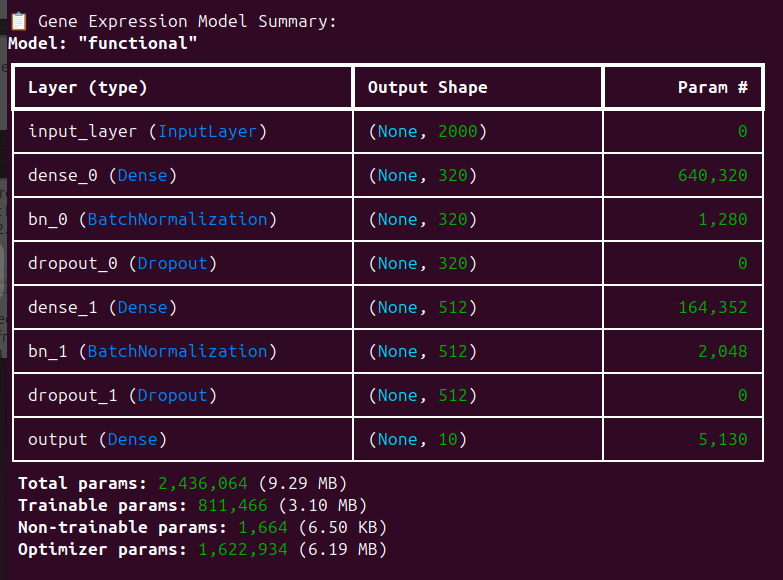 📋 Gene Expression Model Summary:
Model: "functional"
Layer (type) Output Shape Param #
input_layer (InputLayer) (None, 2000) 0
dense_0 (Dense) (None, 320) 640,320
bn_0 (BatchNormalization) (None, 320) 1,280
dropout_0 (Dropout) (None, 320) 0
dense_1 (Dense) (None, 512) 164,352
bn_1 (BatchNormalization) (None, 512) 2,048
dropout_1 (Dropout) (None, 512) 0
output (Dense) (None, 10) 5,130
Total params: 2,436,064 (9.29 MB)
Trainable params: 811,466 (3.10 MB)
Non-trainable params: 1,664 (6.50 KB)
Optimizer params: 1,622,934 (6.19 MB)